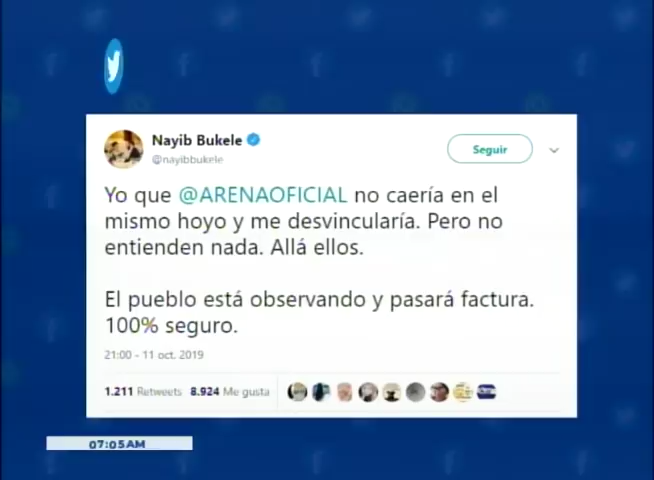 Nayib Bukele
@nayibbukele
Seguir
Yo que @ARENAOFICIAL no caería en el
mismo hoyo y me desvincularía. Pero no
entienden nada. Allá ellos.
El pueblo está observando y pasará factura.
100% seguro.
21:00 - 11 oct. 2019
1.211 Retweets 8.924 Me gusta
07:05AM